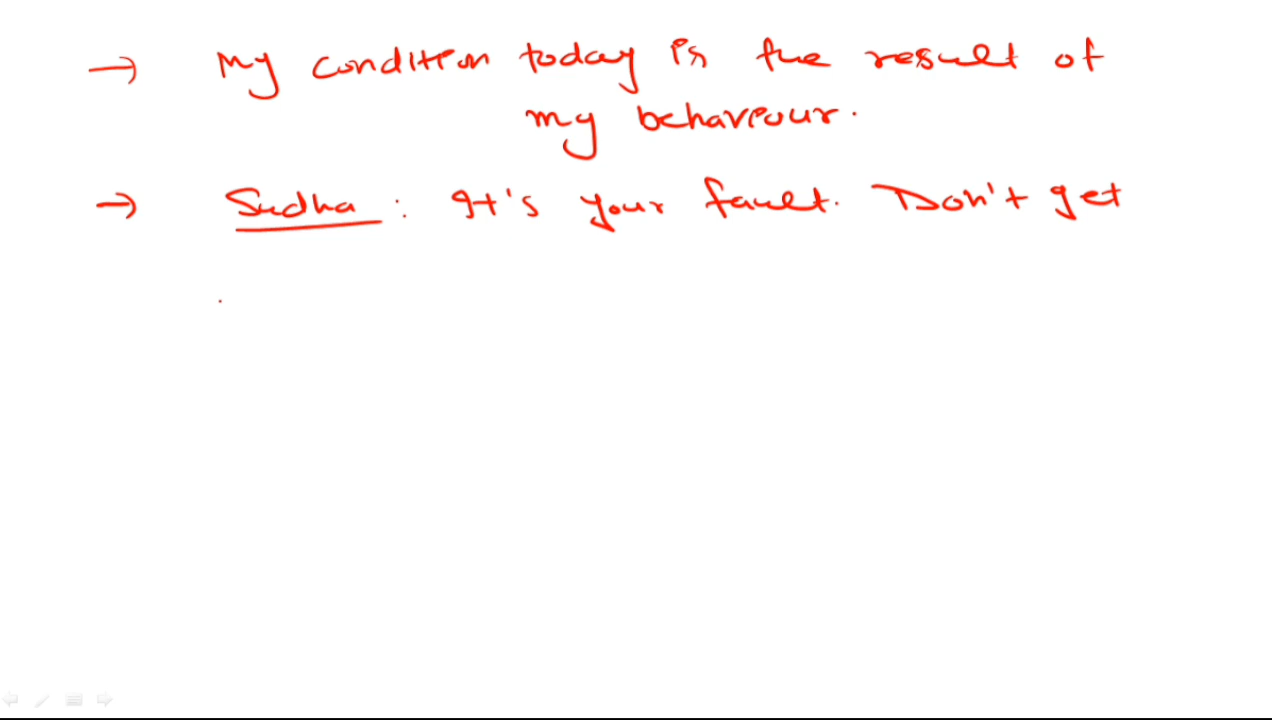 → My condition today is the result of
my behaviour.
→ Sudha : It's your fault. Don't get